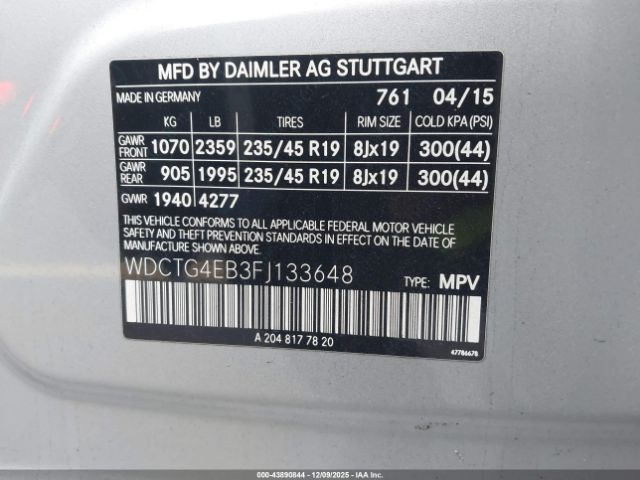 MFD BY DAIMLER AG STUTTGART
MADE IN GERMANY 761 04/15
KG LB TIRES RIM SIZE COLD KPA (PSI)
GAWR FRONT 1070 2359 235/45 R19 8Jx19 300(44)
GAWR REAR 905 1995 235/45 R19 8Jx19 300(44)
GVWR 1940 4277
THIS VEHICLE CONFORMS TO ALL APPLICABLE FEDERAL MOTOR VEHICLE
SAFETY AND THEFT PREVENTION STANDARDS IN EFFECT ON THE DATE
OF MANUFACTURE SHOWN ABOVE.
WDCTG4EB3FJ133648 TYPE: MPV
A 204 817 78 20
47786678
© IAAI - 43890844 / 12/09/2025 - IAAI.COM